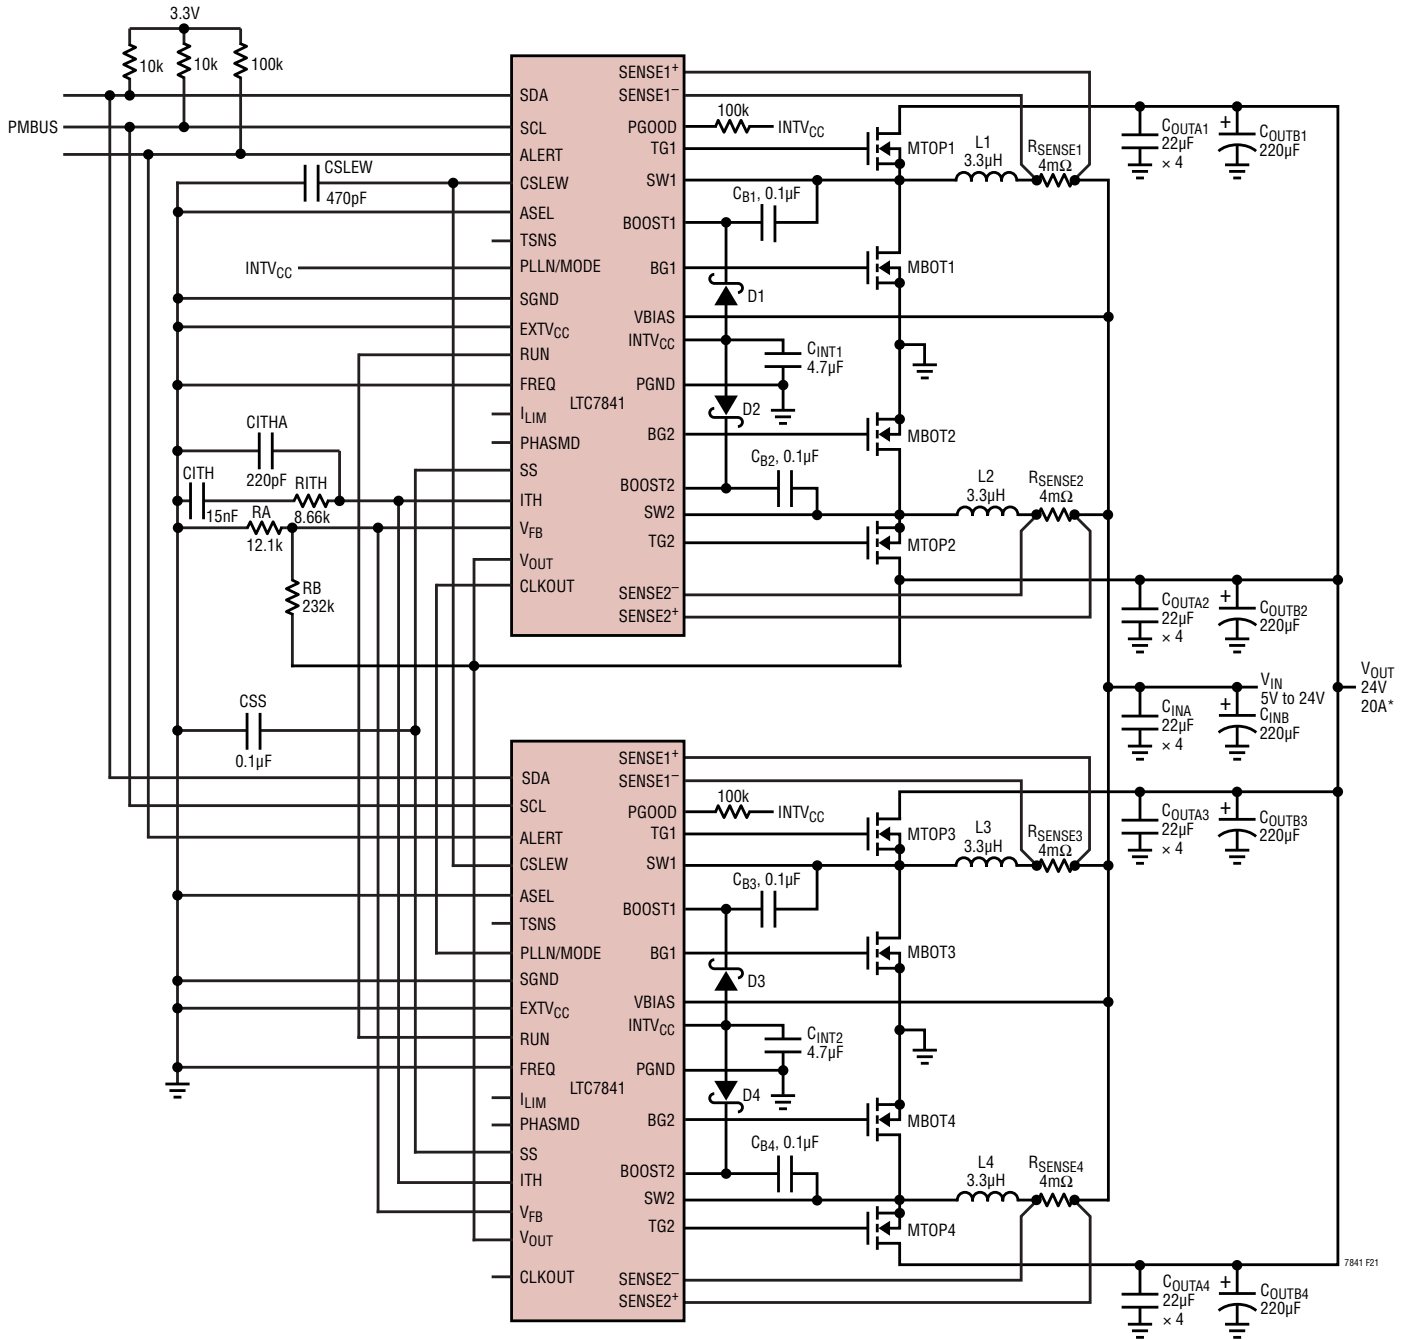 3.3V
10k
10k
100k
PMBUS
CSLEW
470pF
INTVCC
CITHA
220pF
CITH
15nF
RITH
8.66k
RA
12.1k
RB
232k
CSS
0.1µF
SDA
SCL
ALERT
CSLEW
ASEL
TSNS
PLLN/MODE
SGND
EXTVCC
RUN
FREQ
ILIM
PHASMD
SS
ITH
VFB
VOUT
CLKOUT
LTC7841
SENSE1+
SENSE1–
PGOOD
TG1
SW1
BOOST1
BG1
VBIAS
INTVCC
PGND
BG2
BOOST2
SW2
TG2
SENSE2–
SENSE2+
100k
INTVCC
CB1, 0.1µF
D1
CINT1
4.7µF
D2
CB2, 0.1µF
MTOP1
MBOT1
MBOT2
MTOP2
L1
3.3µH
RSENSE1
4mΩ
L2
3.3µH
RSENSE2
4mΩ
COUTA1
22µF
× 4
+
COUTB1
220µF
COUTA2
22µF
× 4
+
COUTB2
220µF
VIN
5V to 24V
CINA
22µF
× 4
+
CINB
220µF
VOUT
24V
20A*
SDA
SCL
ALERT
CSLEW
ASEL
TSNS
PLLN/MODE
SGND
EXTVCC
RUN
FREQ
ILIM
PHASMD
SS
ITH
VFB
VOUT
CLKOUT
LTC7841
SENSE1+
SENSE1–
PGOOD
TG1
SW1
BOOST1
BG1
VBIAS
INTVCC
PGND
BG2
BOOST2
SW2
TG2
SENSE2–
SENSE2+
100k
INTVCC
CB3, 0.1µF
D3
CINT2
4.7µF
D4
CB4, 0.1µF
MTOP3
MBOT3
MBOT4
MTOP4
L3
3.3µH
RSENSE3
4mΩ
L4
3.3µH
RSENSE4
4mΩ
COUTA3
22µF
× 4
+
COUTB3
220µF
COUTA4
22µF
× 4
+
COUTB4
220µF
7841 F21